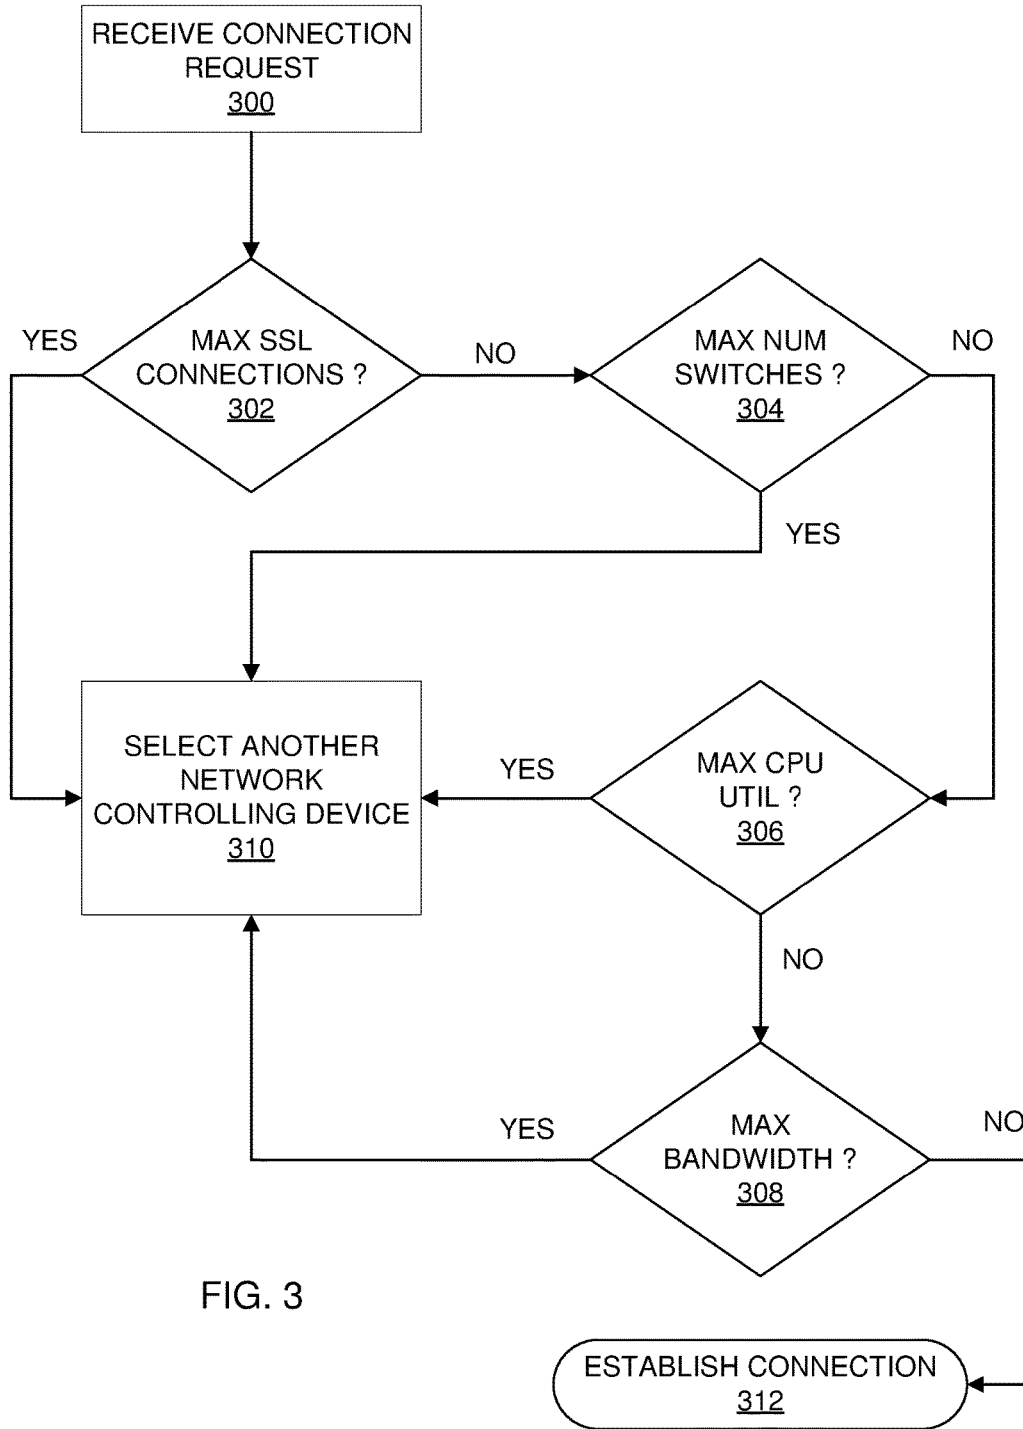 RECEIVE CONNECTION
REQUEST
300
YES
MAX SSL
CONNECTIONS ?
302
NO
MAX NUM
SWITCHES ?
304
NO
YES
SELECT ANOTHER
NETWORK
CONTROLLING DEVICE
310
YES
MAX CPU
UTIL ?
306
NO
YES
MAX
BANDWIDTH ?
308
NO
FIG. 3
ESTABLISH CONNECTION
312